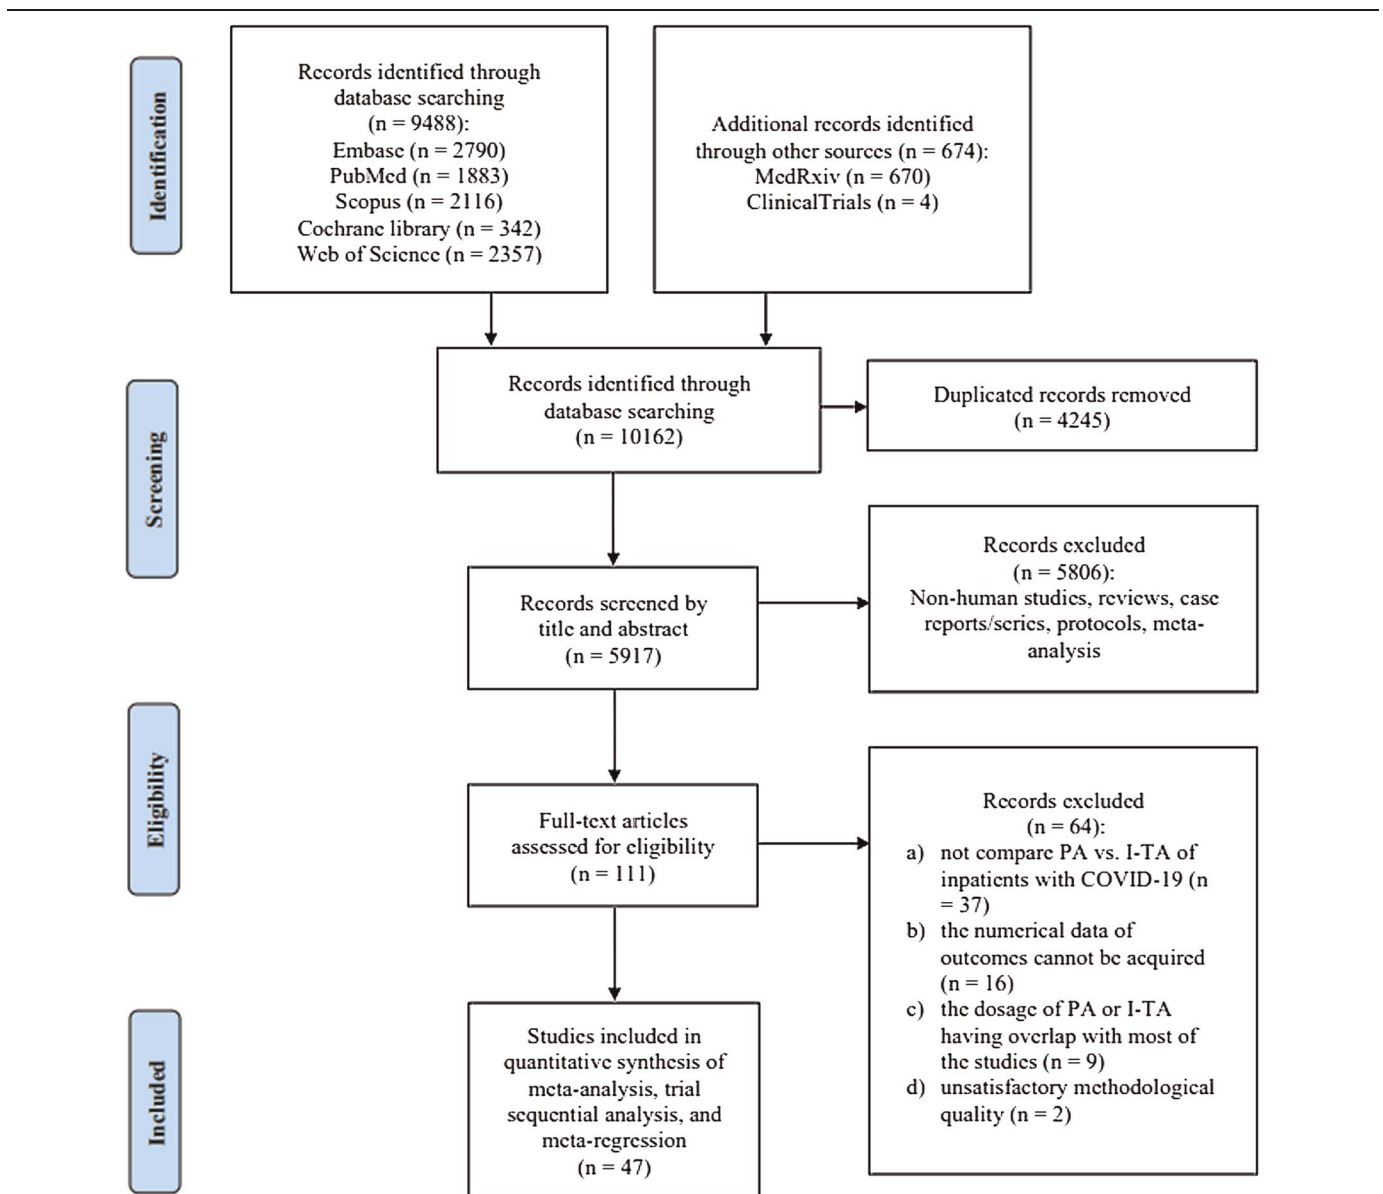 Identification
Records identified through
database searching
(n = 9488):
Embase (n = 2790)
PubMed (n = 1883)
Scopus (n = 2116)
Cochrane library (n = 342)
Web of Science (n = 2357)
Additional records identified
through other sources (n = 674):
MedRxiv (n = 670)
ClinicalTrials (n = 4)
Screening
Records identified through
database searching
(n = 10162)
Duplicated records removed
(n = 4245)
Records screened by
title and abstract
(n = 5917)
Records excluded
(n = 5806):
Non-human studies, reviews, case
reports/series, protocols, meta-
analysis
Eligibility
Full-text articles
assessed for eligibility
(n = 111)
Records excluded
(n = 64):
a) not compare PA vs. I-TA of
inpatients with COVID-19 (n
= 37)
b) the numerical data of
outcomes cannot be acquired
(n = 16)
c) the dosage of PA or I-TA
having overlap with most of
the studies (n = 9)
d) unsatisfactory methodological
quality (n = 2)
Included
Studies included in
quantitative synthesis of
meta-analysis, trial
sequential analysis, and
meta-regression
(n = 47)